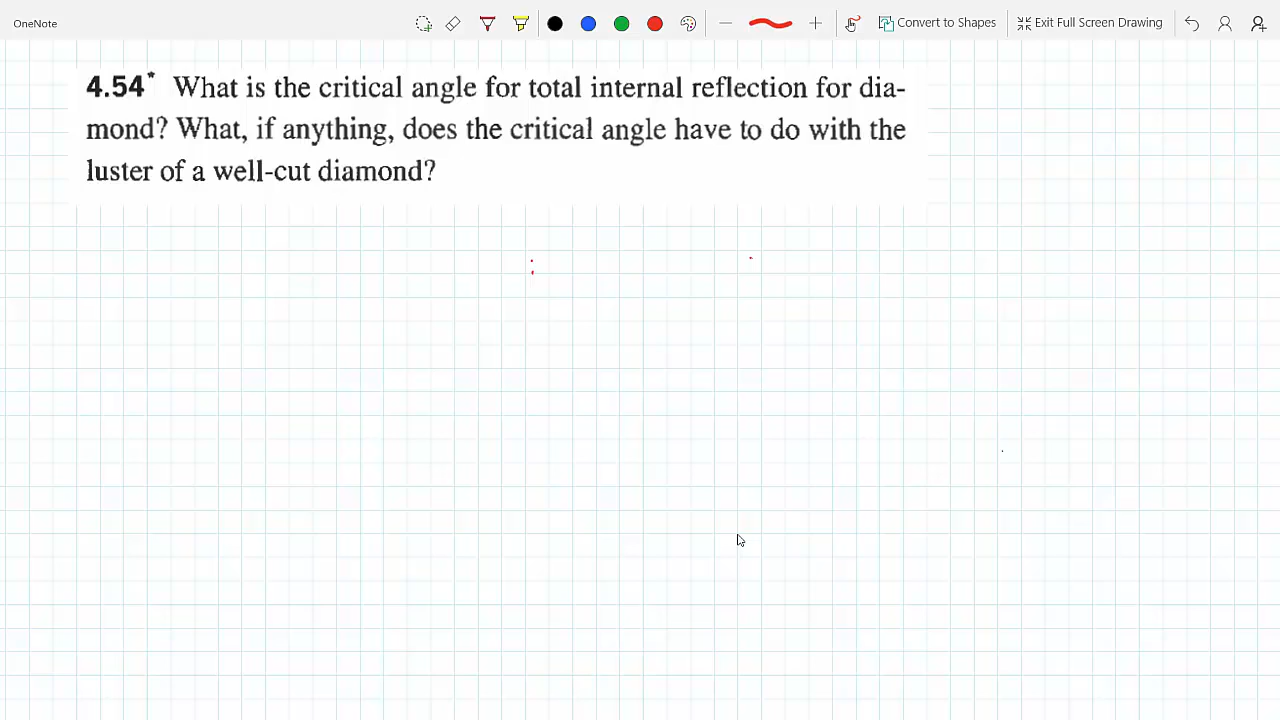 OneNote
Convert to Shapes
Exit Full Screen Drawing
4.54* What is the critical angle for total internal reflection for dia-
mond? What, if anything, does the critical angle have to do with the
luster of a well-cut diamond?